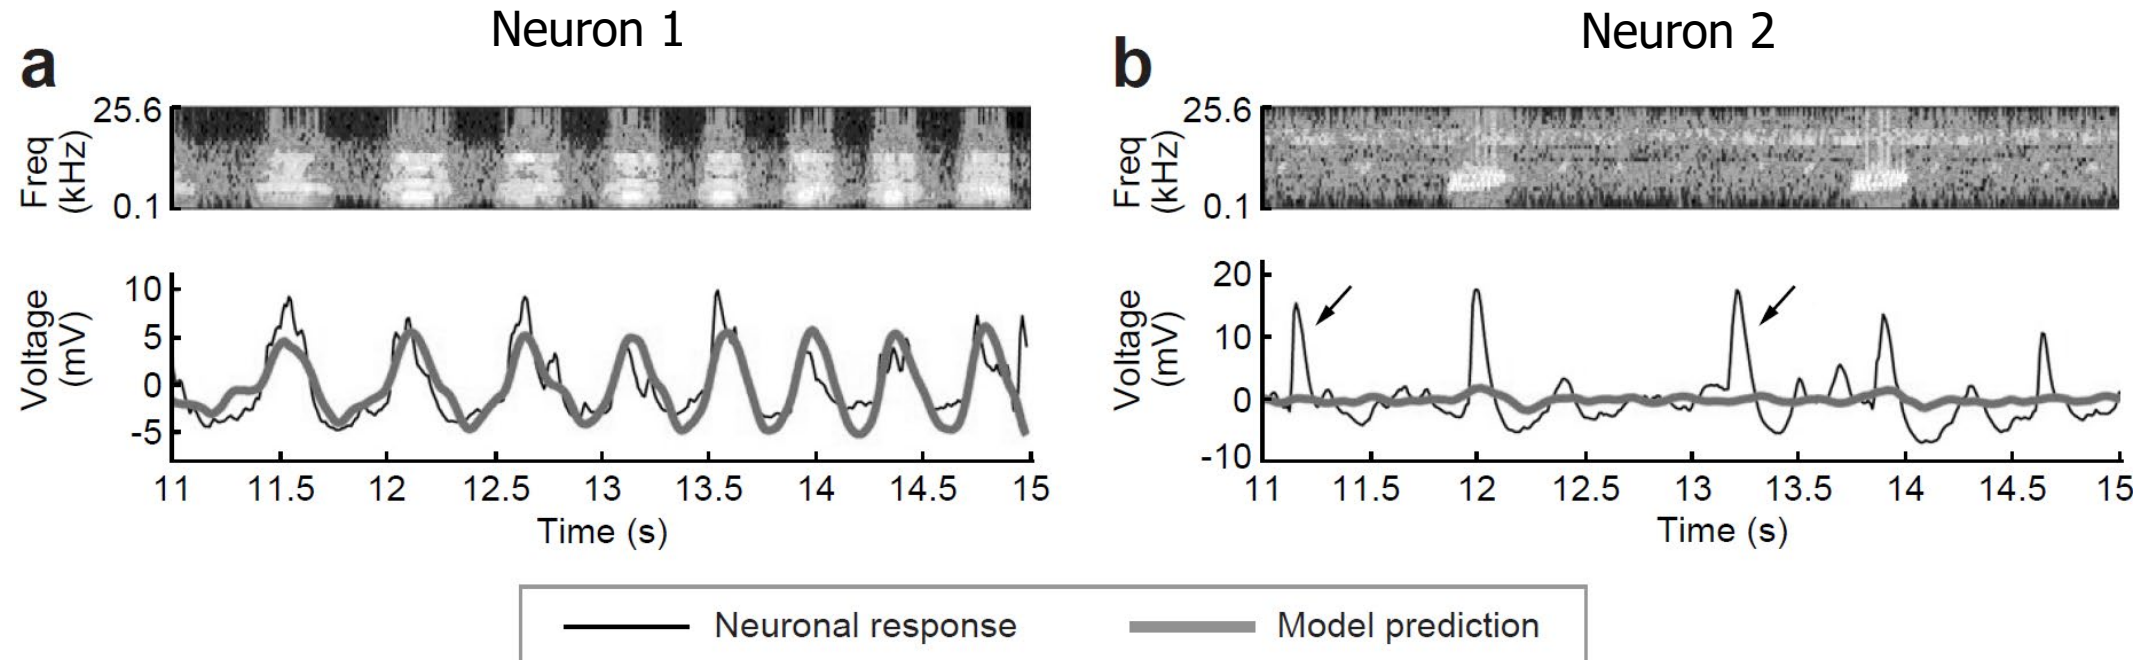 Neuron 1
a
25.6
Freq
(kHz)
0.1
10
5
0
-5
Voltage
(mV)
11 11.5 12 12.5 13 13.5 14 14.5 15
Time (s)
Neuron 2
b
25.6
Freq
(kHz)
0.1
20
10
0
-10
Voltage
(mV)
11 11.5 12 12.5 13 13.5 14 14.5 15
Time (s)
Neuronal response Model prediction